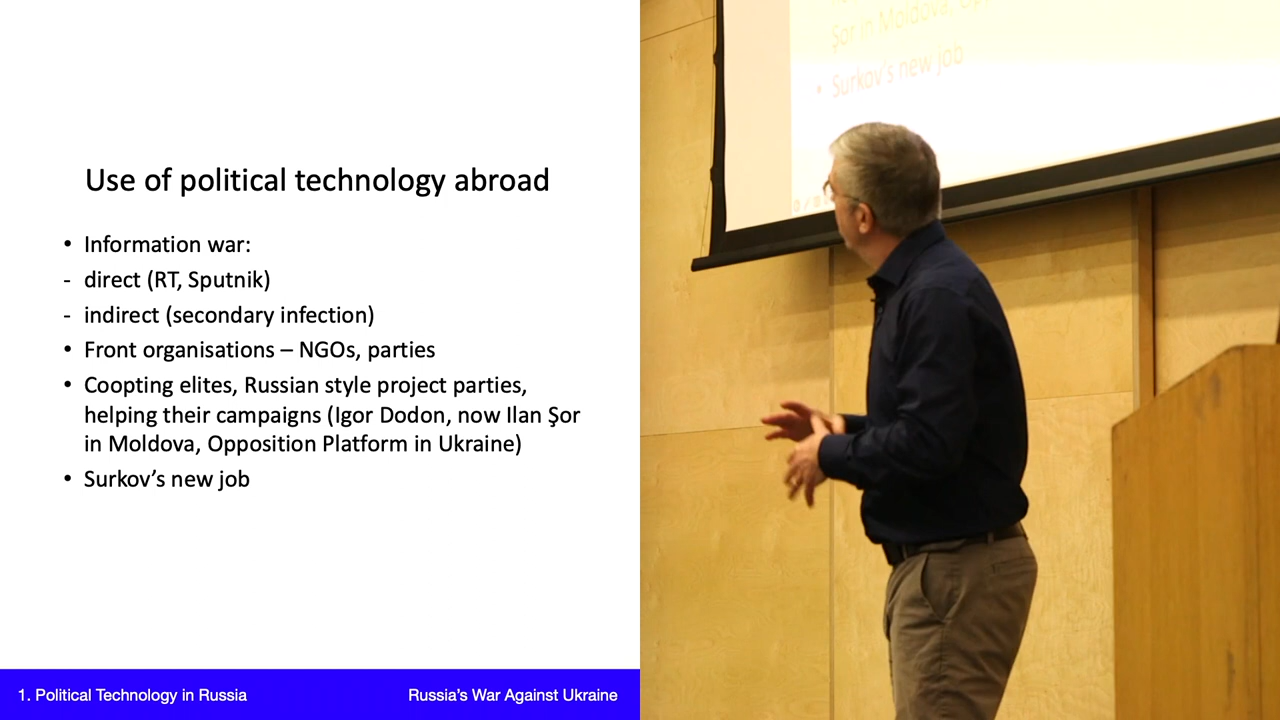 Use of political technology abroad
• Information war:
- direct (RT, Sputnik)
- indirect (secondary infection)
• Front organisations – NGOs, parties
• Coopting elites, Russian style project parties,
helping their campaigns (Igor Dodon, now Ilan Şor
in Moldova, Opposition Platform in Ukraine)
• Surkov’s new job
1. Political Technology in Russia
Russia’s War Against Ukraine
Şor in Moldova,
• Surkov's new job